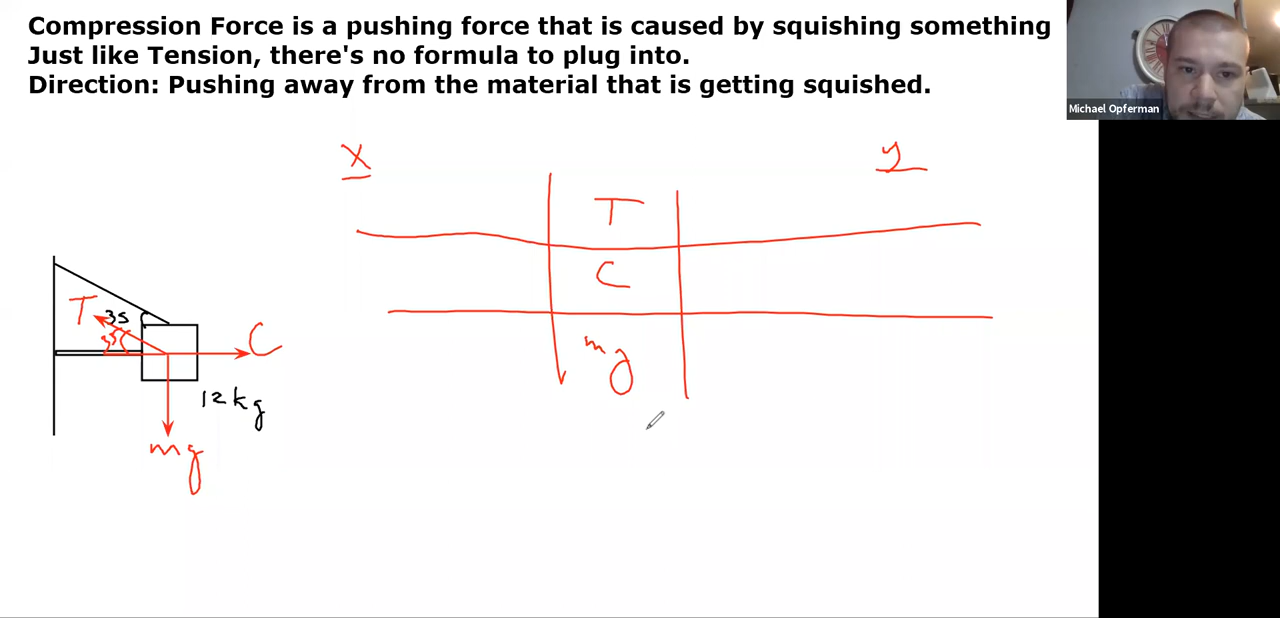 Compression Force is a pushing force that is caused by squishing something
Just like Tension, there's no formula to plug into.
Direction: Pushing away from the material that is getting squished.
Michael Opferman
x y
T
C
mg
T 35
35
C
12kg
mg